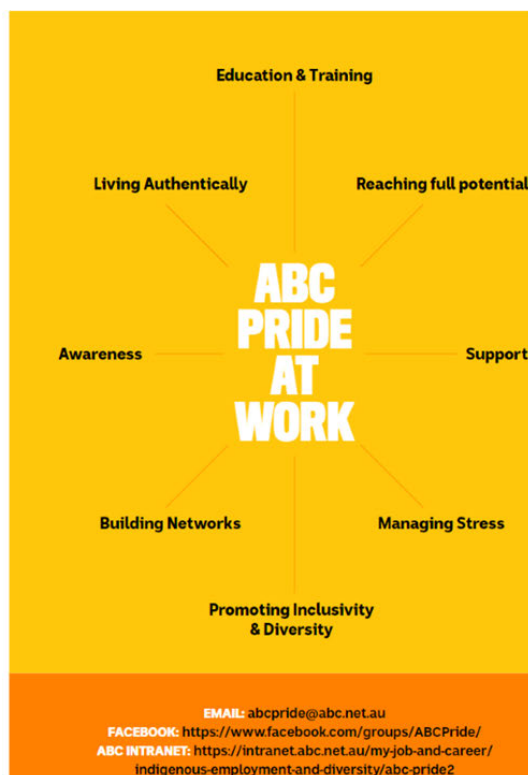 Education & Training
Living Authentically
Reaching full potential
ABC
PRIDE
AT
WORK
Awareness
Support
Building Networks
Managing Stress
Promoting Inclusivity
& Diversity
EMAIL: abcpride@abc.net.au
FACEBOOK: https://www.facebook.com/groups/ABCPride/
ABC INTRANET: https://intranet.abc.net.au/my-job-and-career/
indigenous-employment-and-diversity/abc-pride2